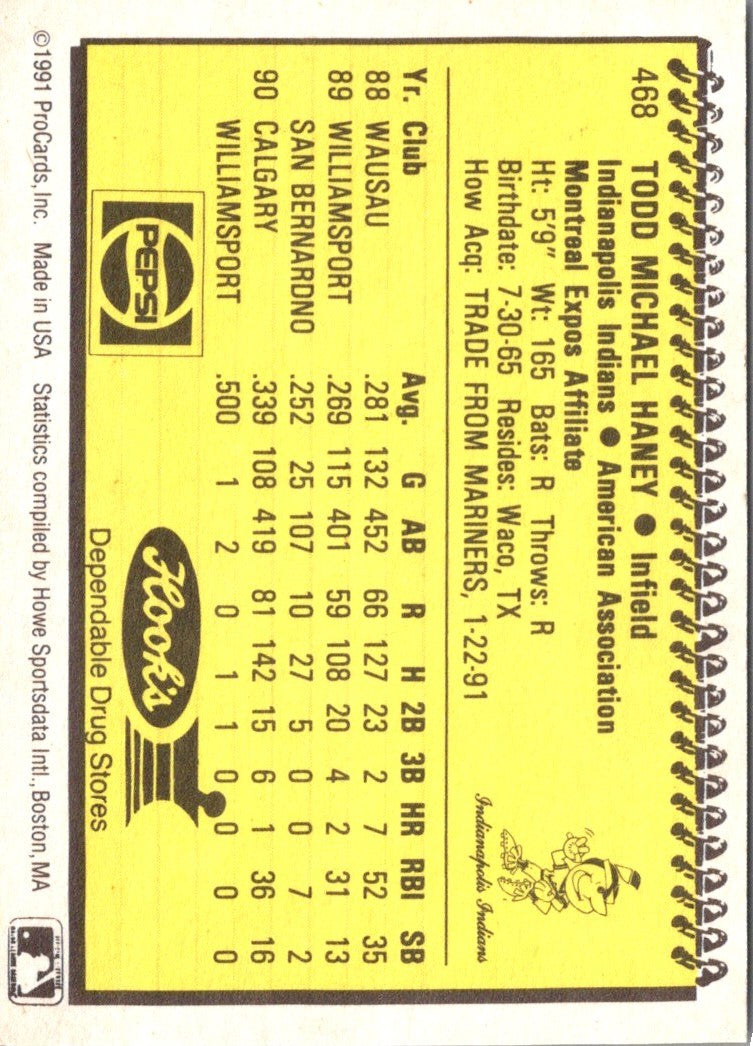 468 TODD MICHAEL HANEY ● Infield
Indianapolis Indians ● American Association
Montreal Expos Affiliate
Ht: 5'9" Wt: 165 Bats: R Throws: R
Birthdate: 7-30-65 Resides: Waco, TX
How Acq: TRADE FROM MARINERS, 1-22-91
Indianapolis Indians
Yr. Club Avg. G AB R H 2B 3B HR RBI SB
88 WAUSAU .281 132 452 66 127 23 2 7 52 35
89 WILLIAMSPORT .269 115 401 59 108 20 4 2 31 13
SAN BERNARDNO .252 25 107 10 27 5 0 0 7 2
90 CALGARY .339 108 419 81 142 15 6 1 36 16
WILLIAMSPORT .500 1 2 0 1 1 0 0 0 0
PEPSI
Hook's
Dependable Drug Stores
©1991 ProCards, Inc. Made in USA Statistics compiled by Howe Sportsdata Intl., Boston, MA